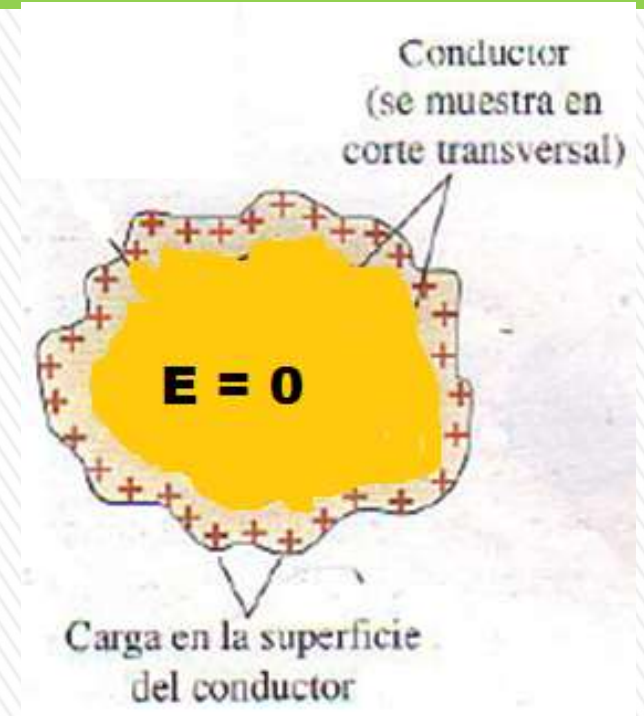 Conductor
(se muestra en
corte transversal)
E = 0
Carga en la superficie
del conductor